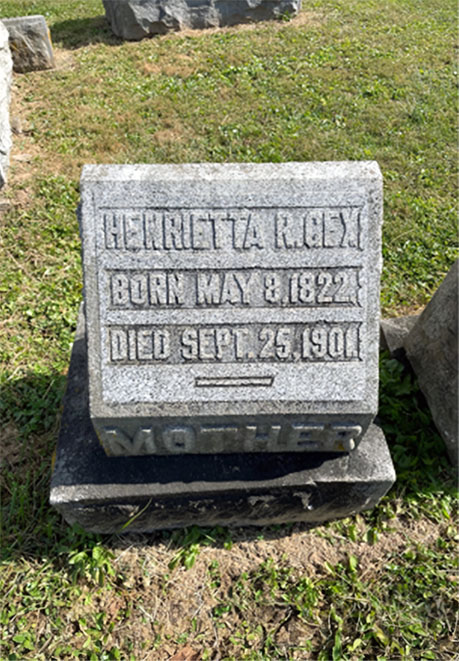 HENRIETTA R. GEX
BORN MAY 8, 1822
DIED SEPT. 25, 1901.
MOTHER